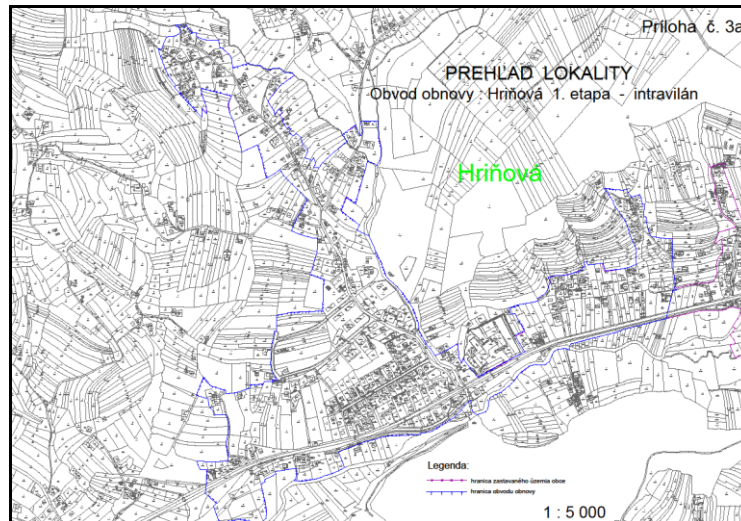 Príloha č. 3a
PREHĽAD LOKALITY
Obvod obnovy : Hriňová 1. etapa - intravilán
Hriňová
Legenda:
hranica zastavaného územia obce
hranica obvodu obnovy
1 : 5 000